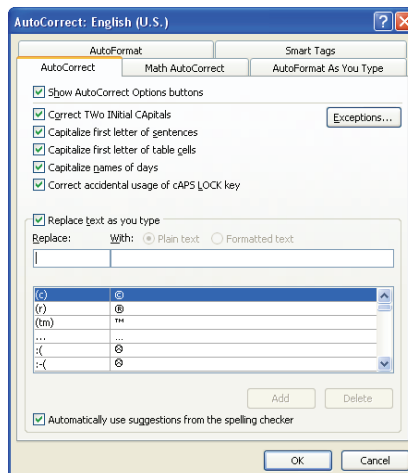 AutoCorrect: English (U.S.)
AutoFormat Smart Tags
AutoCorrect Math AutoCorrect AutoFormat As You Type
Show AutoCorrect Options buttons
Correct TWo INitial CApitals
Exceptions...
Capitalize first letter of sentences
Capitalize first letter of table cells
Capitalize names of days
Correct accidental usage of cAPS LOCK key
Replace text as you type
Replace: With: Plain text Formatted text
(c) ©
(r) ®
(tm) ™
... …
:( ☹
:-( ☹
Add Delete
Automatically use suggestions from the spelling checker
OK Cancel